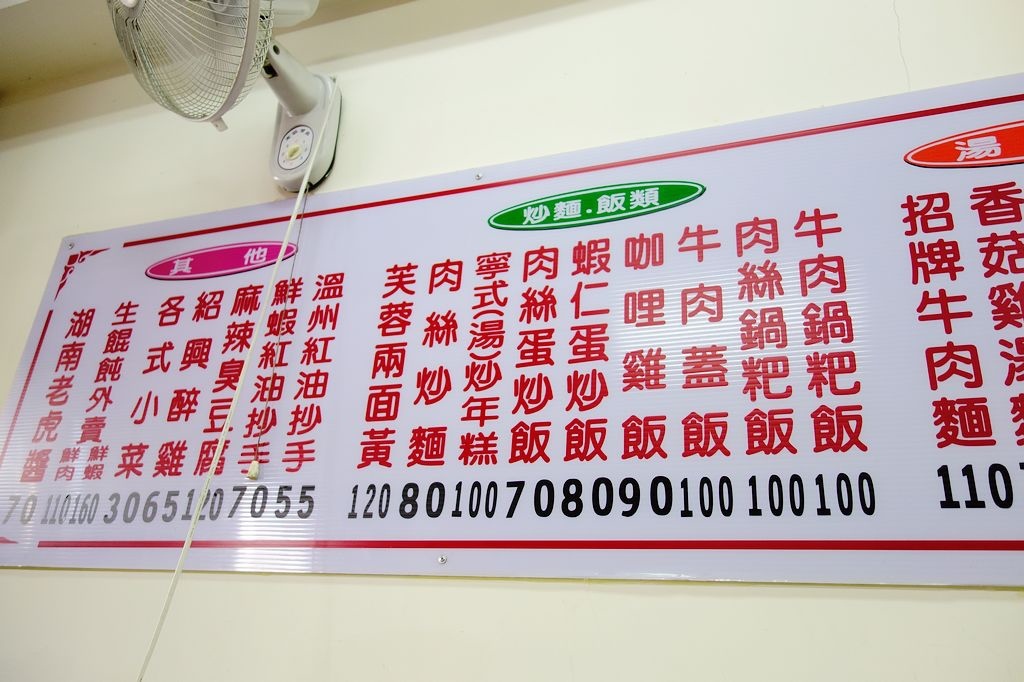 湯
招牌牛肉麵
110
炒麵.飯類
牛肉鍋粑飯
100
肉絲鍋粑飯
100
牛肉蓋飯
100
咖哩雞飯
90
蝦仁蛋炒飯
80
肉絲蛋炒飯
70
寧式(湯)炒年糕
100
肉絲炒麵
80
芙蓉兩面黃
120
其他
溫州紅油抄手
55
鮮蝦紅油抄手
70
麻辣臭豆腐
120
紹興醉雞
65
各式小菜
30
生餛飩外賣
鮮蝦
160
鮮肉
110
湖南老虎醬
70